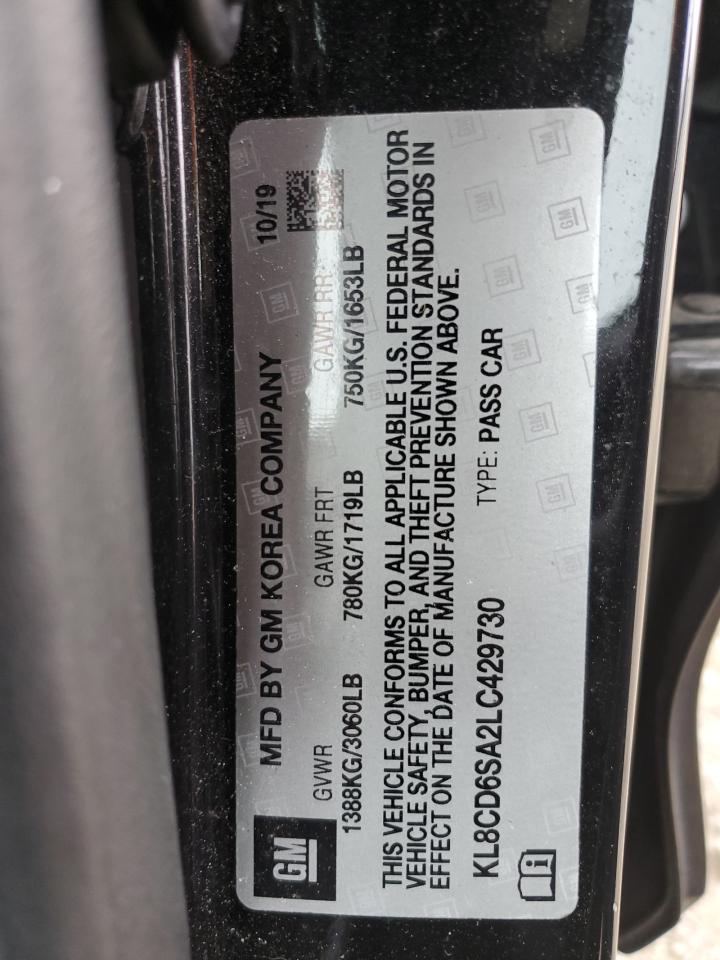 GM
MFD BY GM KOREA COMPANY 10/19
GVWR GAWR FRT GAWR RR
1388KG/3060LB 780KG/1719LB 750KG/1653LB
THIS VEHICLE CONFORMS TO ALL APPLICABLE U.S. FEDERAL MOTOR
VEHICLE SAFETY, BUMPER, AND THEFT PREVENTION STANDARDS IN
EFFECT ON THE DATE OF MANUFACTURE SHOWN ABOVE.
KL8CD6SA2LC429730 TYPE: PASS CAR